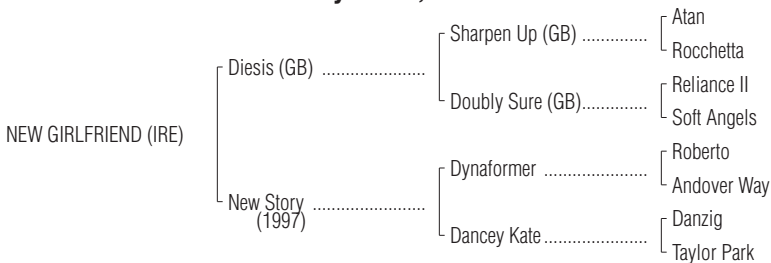 Atan
Sharpen Up (GB) ..............
Rocchetta
Diesis (GB) ......................
Reliance II
Doubly Sure (GB)..............
Soft Angels
NEW GIRLFRIEND (IRE)
Roberto
Dynaformer ......................
Andover Way
New Story ........................
(1997)
Danzig
Dancey Kate......................
Taylor Park